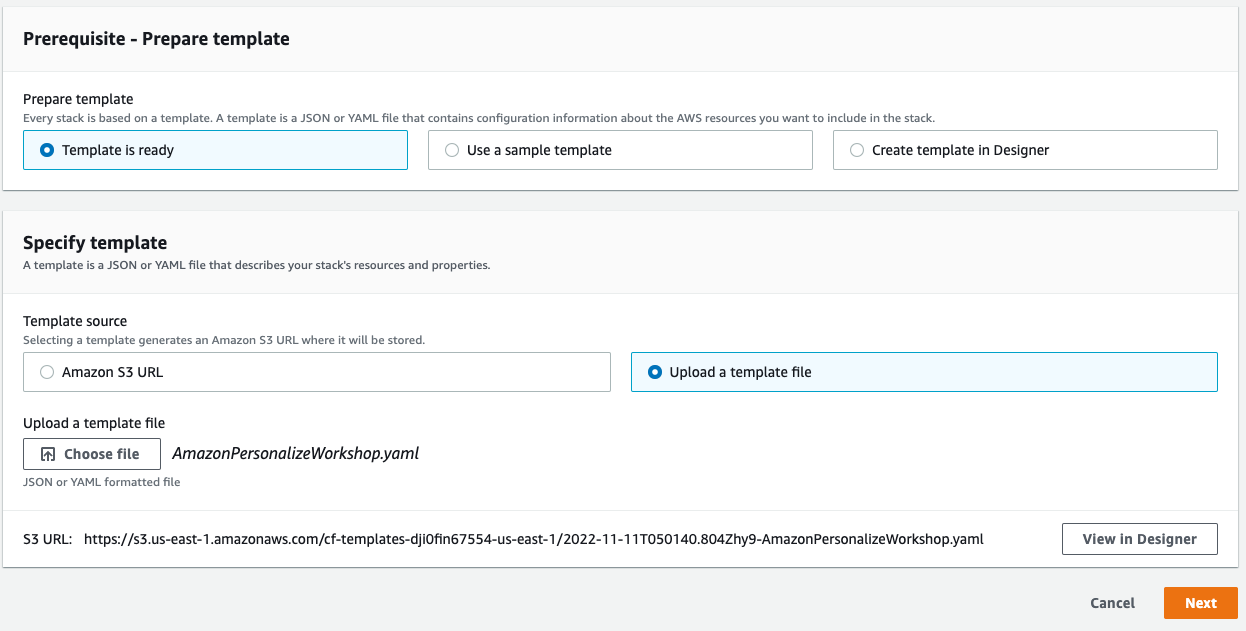 Prerequisite - Prepare template
Prepare template
Every stack is based on a template. A template is a JSON or YAML file that contains configuration information about the AWS resources you want to include in the stack.
Template is ready
Use a sample template
Create template in Designer
Specify template
A template is a JSON or YAML file that describes your stack's resources and properties.
Template source
Selecting a template generates an Amazon S3 URL where it will be stored.
Amazon S3 URL
Upload a template file
Upload a template file
Choose file
AmazonPersonalizeWorkshop.yaml
JSON or YAML formatted file
S3 URL: https://s3.us-east-1.amazonaws.com/cf-templates-dji0fin67554-us-east-1/2022-11-11T050140.804Zhy9-AmazonPersonalizeWorkshop.yaml
View in Designer
Cancel
Next